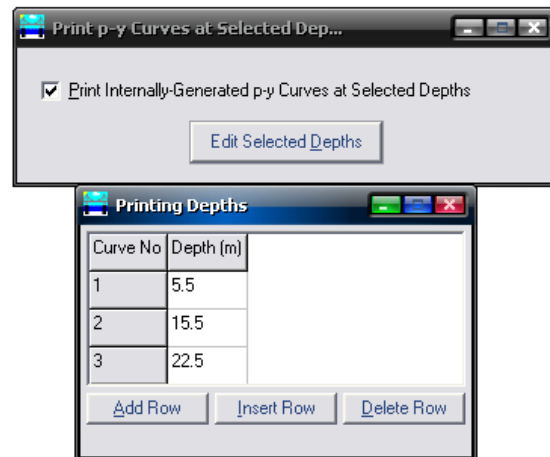 Print p-y Curves at Selected Dep...
Print Internally-Generated p-y Curves at Selected Depths
Edit Selected Depths
Printing Depths
Curve No Depth (m)
1 5.5
2 15.5
3 22.5
Add Row Insert Row Delete Row